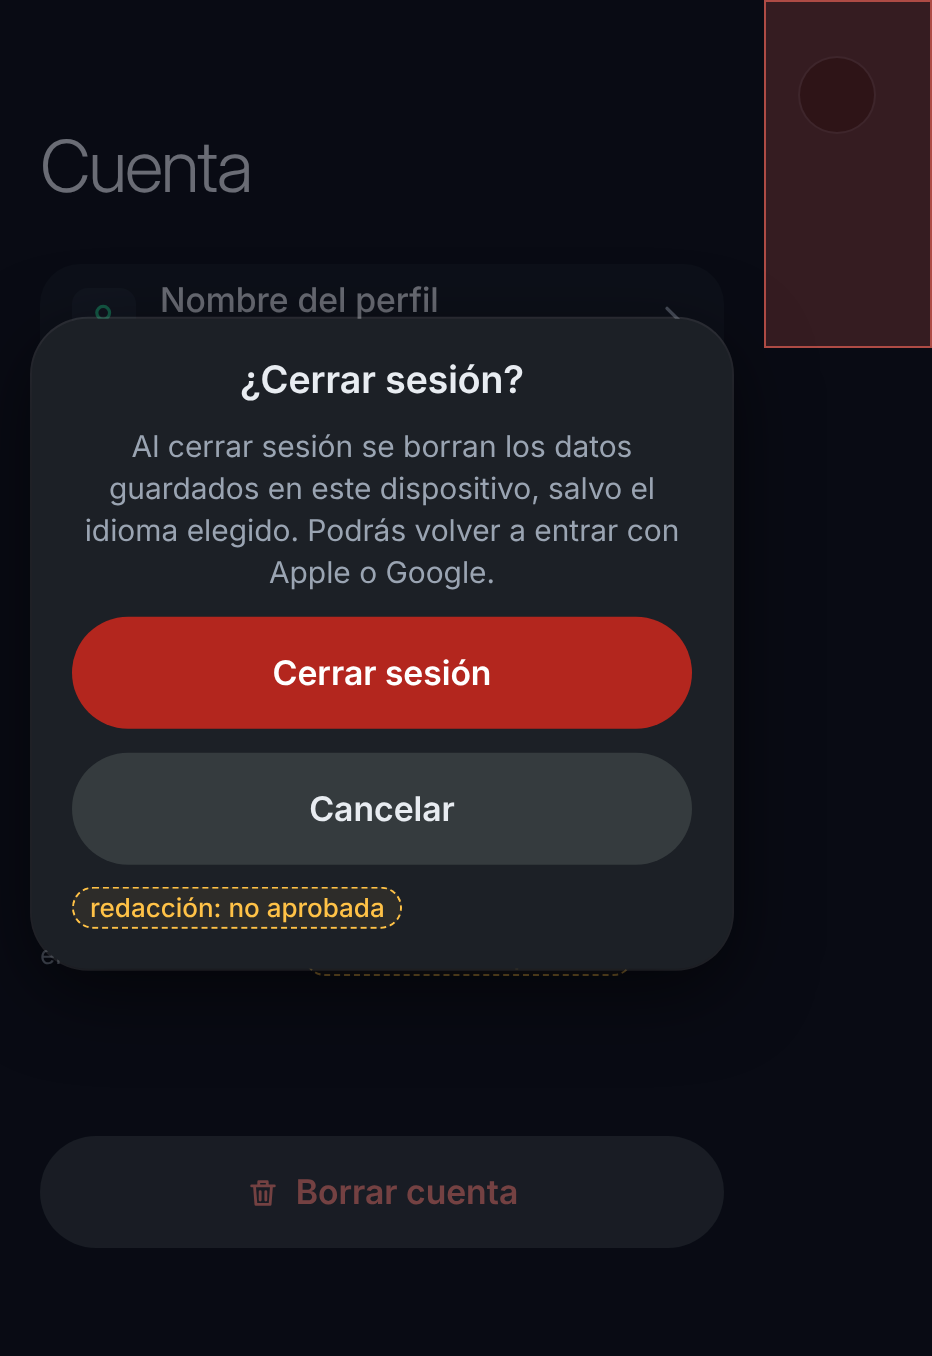 Cuenta
Nombre del perfil
¿Cerrar sesión?
Al cerrar sesión se borran los datos
guardados en este dispositivo, salvo el
idioma elegido. Podrás volver a entrar con
Apple o Google.
Cerrar sesión
Cancelar
redacción: no aprobada
Borrar cuenta